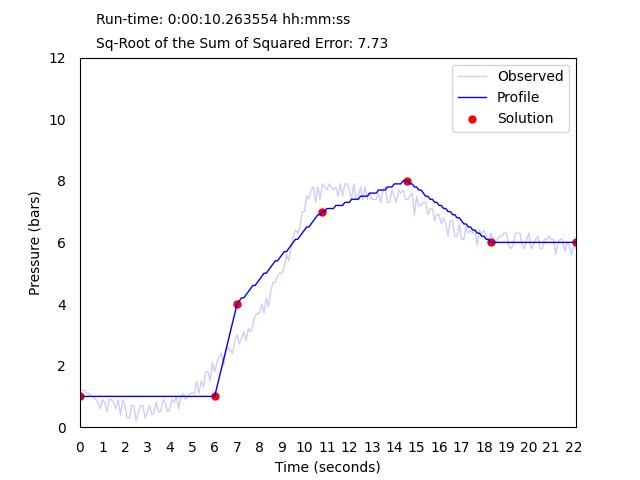 Run-time: 0:00:10.263554 hh:mm:ss
Sq-Root of the Sum of Squared Error: 7.73
12
10
8
6
4
2
0
Pressure (bars)
Observed
Profile
Solution
0 1 2 3 4 5 6 7 8 9 10 11 12 13 14 15 16 17 18 19 20 21 22
Time (seconds)